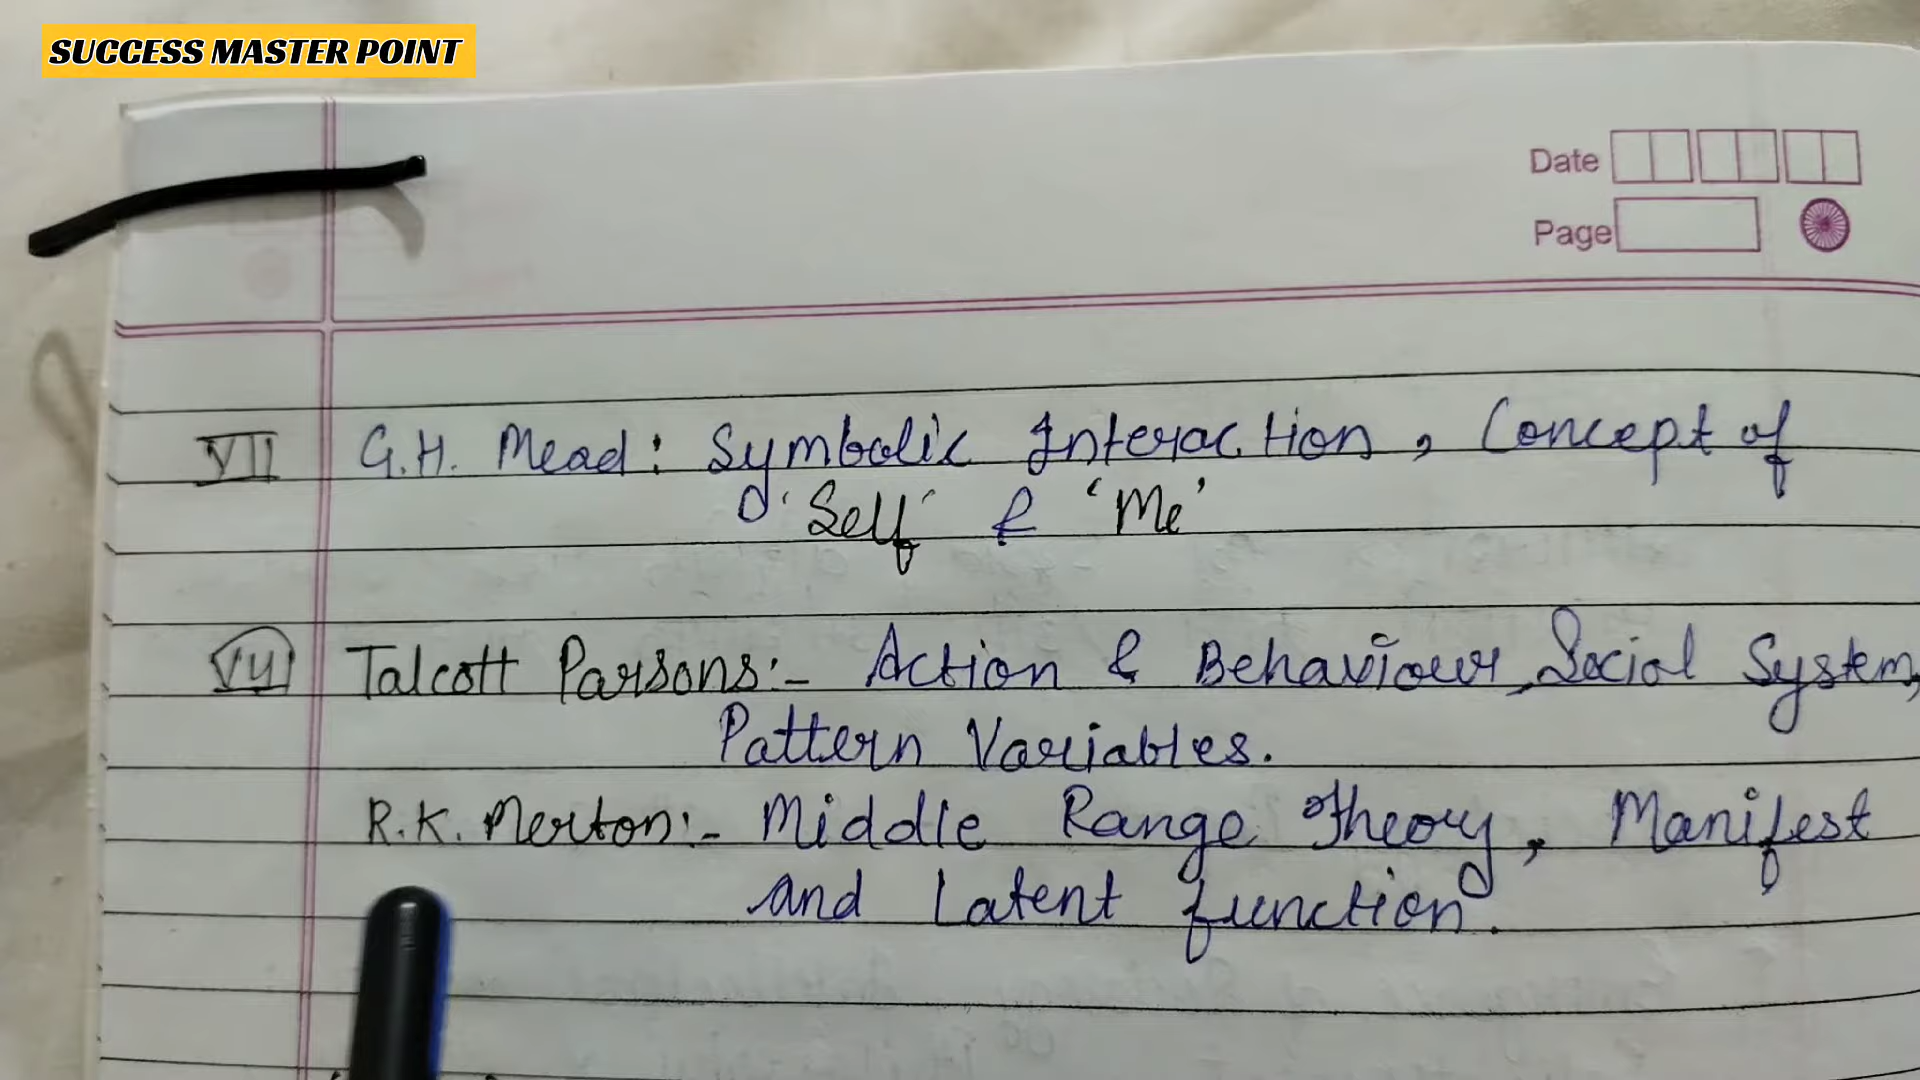 SUCCESS MASTER POINT
Date
Page
VII G.H. Mead: Symbolic Interaction, Concept of
'Self' & 'Me'
Talcott Parsons:- Action & Behaviour, Social System,
Pattern Variables.
R.K. Merton:- Middle Range Theory, Manifest
and Latent function.